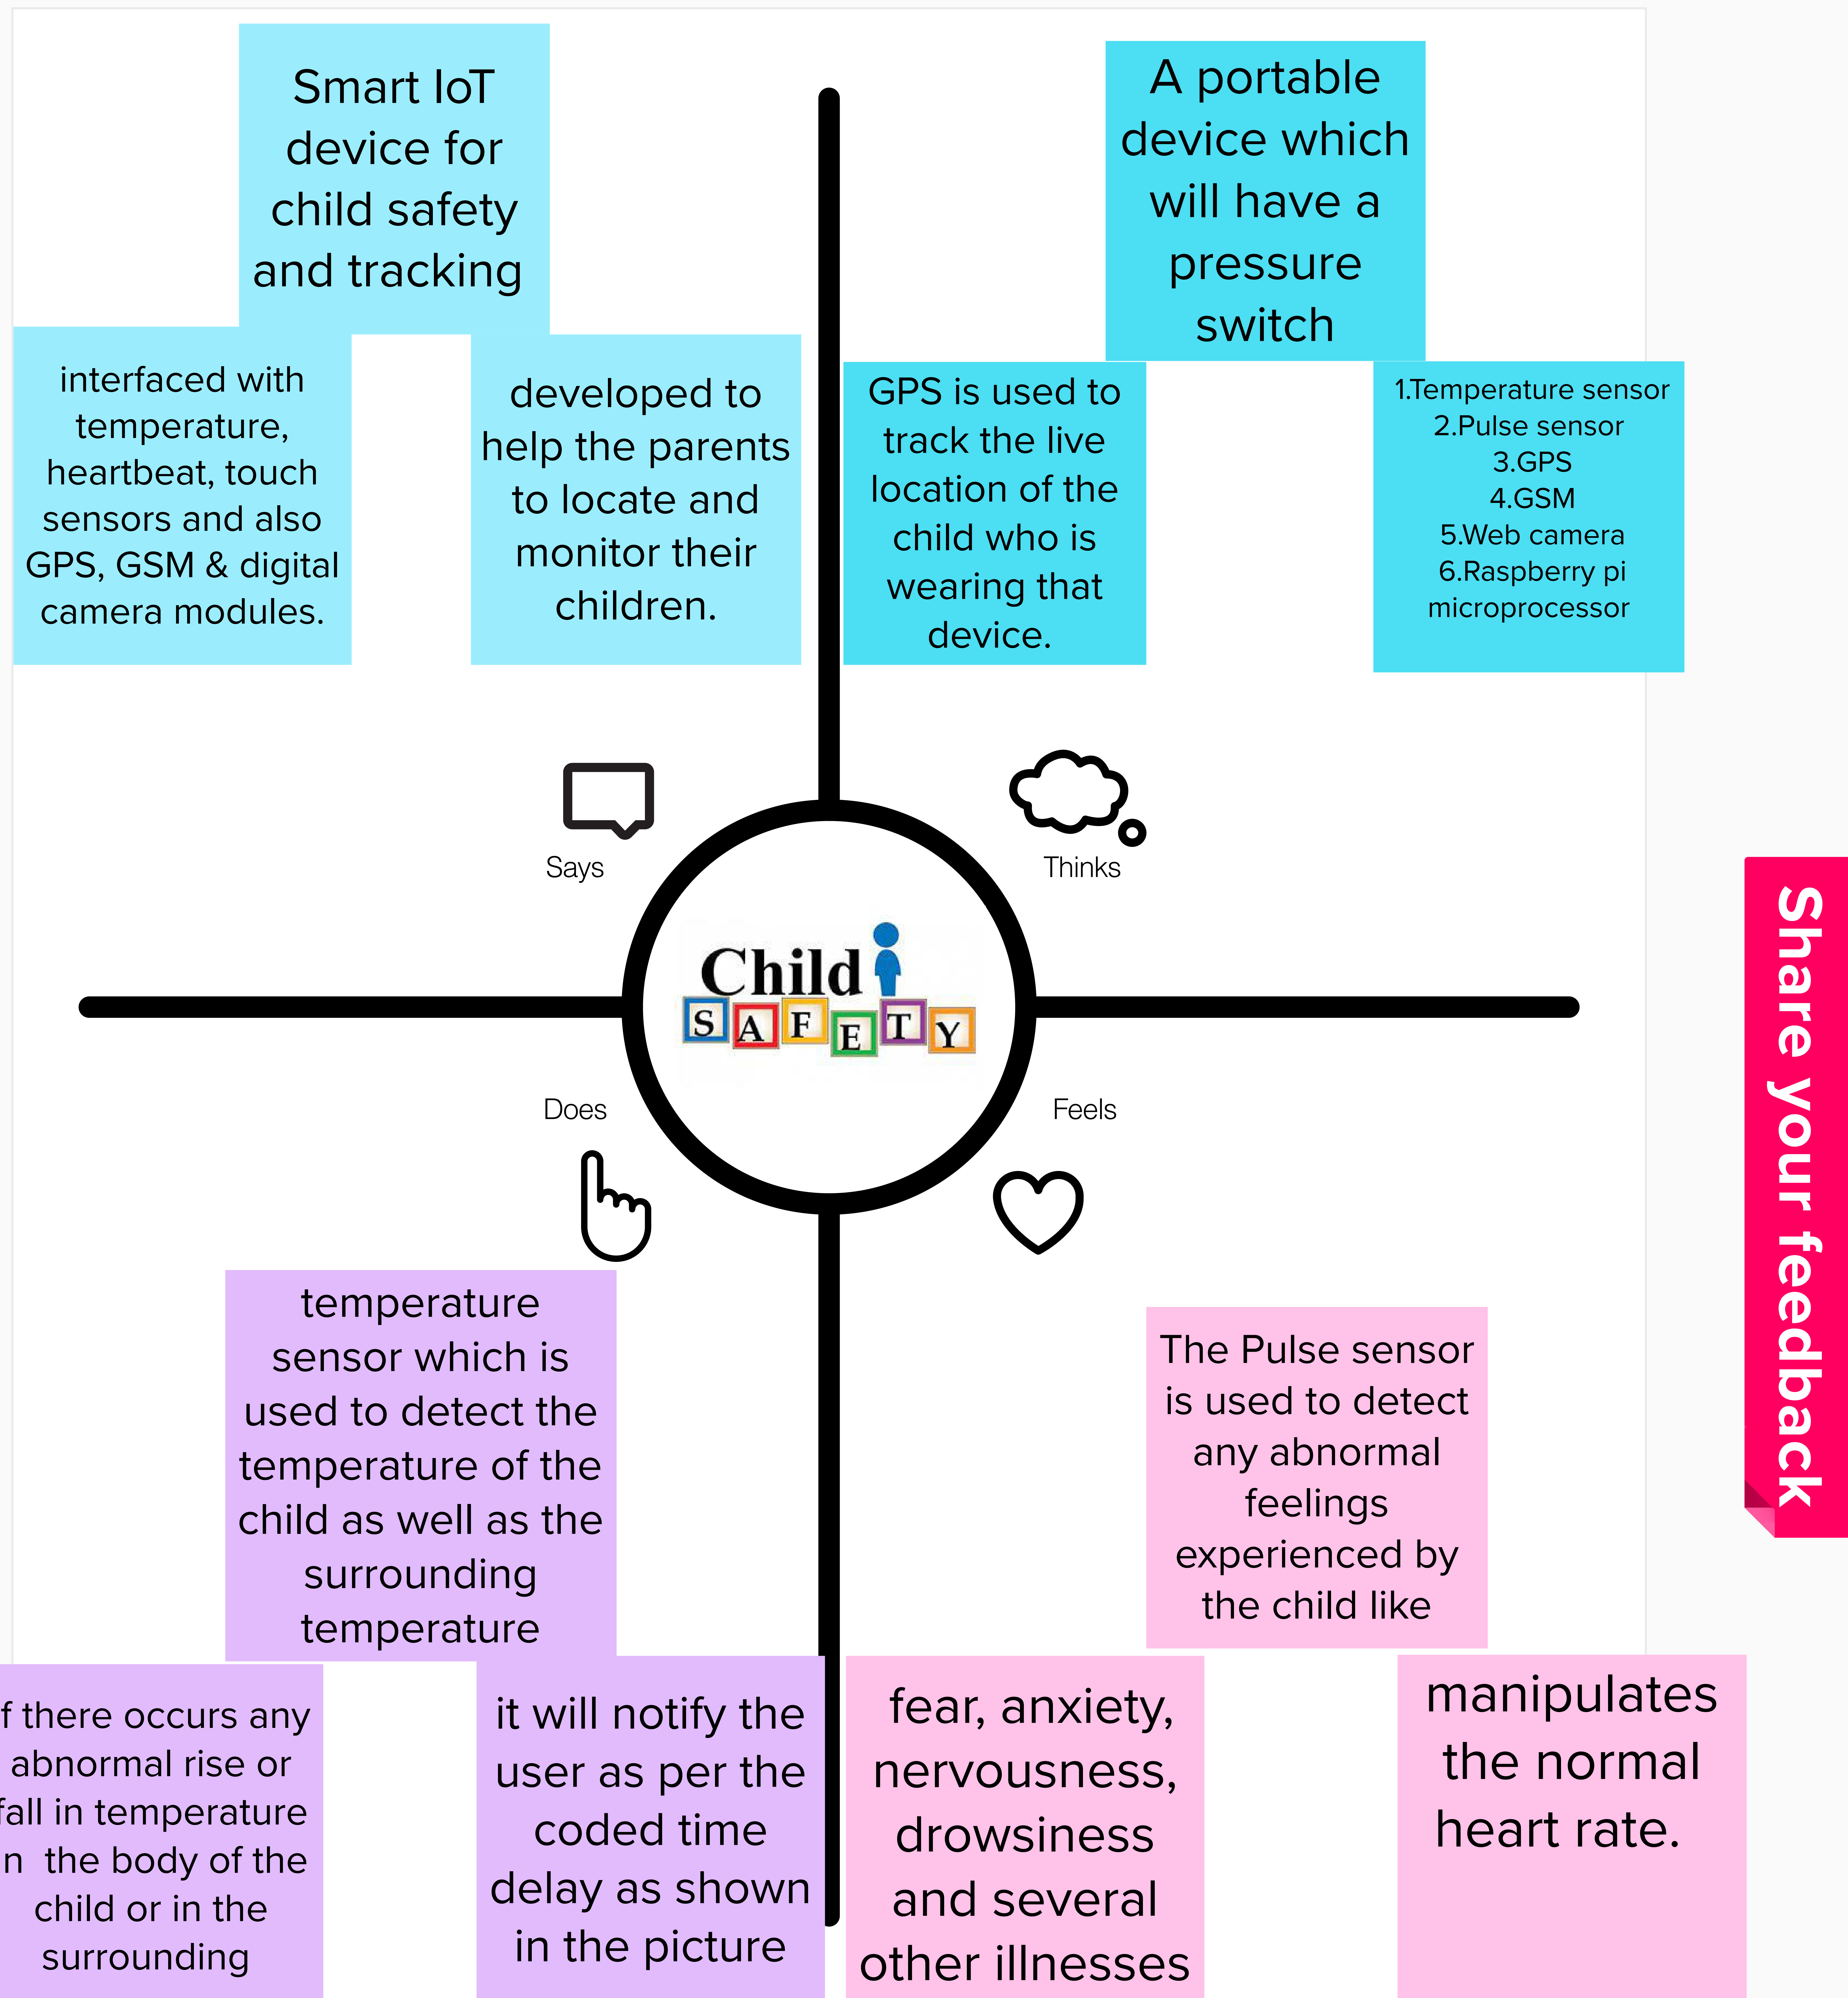 Smart IoT
device for
child safety
and tracking
interfaced with
temperature,
heartbeat, touch
sensors and also
GPS, GSM & digital
camera modules.
developed to
help the parents
to locate and
monitor their
children.
A portable
device which
will have a
pressure
switch
GPS is used to
track the live
location of the
child who is
wearing that
device.
1.Temperature sensor
2.Pulse sensor
3.GPS
4.GSM
5.Web camera
6.Raspberry pi
microprocessor
Says
Thinks
Child
SAFETY
Does
Feels
Share your feedback
temperature
sensor which is
used to detect the
temperature of the
child as well as the
surrounding
temperature
f there occurs any
abnormal rise or
fall in temperature
n the body of the
child or in the
surrounding
it will notify the
user as per the
coded time
delay as shown
in the picture
The Pulse sensor
is used to detect
any abnormal
feelings
experienced by
the child like
fear, anxiety,
nervousness,
drowsiness
and several
other illnesses
manipulates
the normal
heart rate.